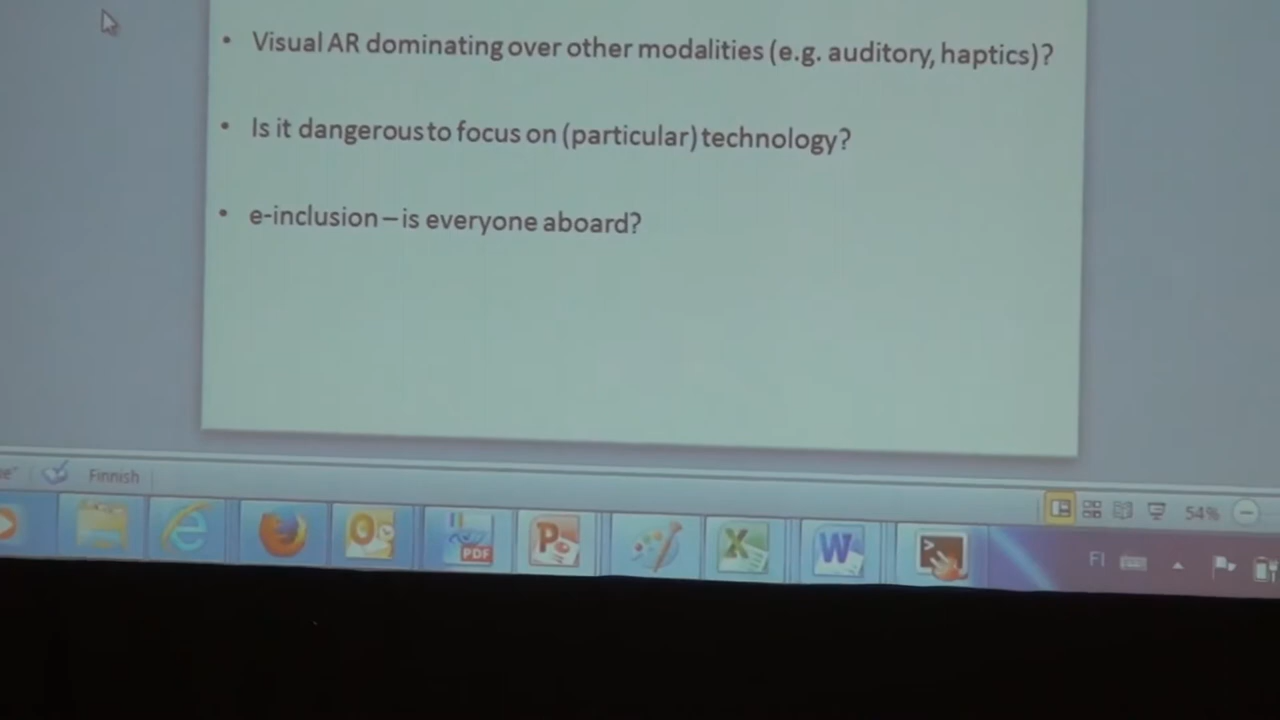 • Visual AR dominating over other modalities (e.g. auditory, haptics)?
• Is it dangerous to focus on (particular) technology?
• e-inclusion – is everyone aboard?
Finnish
54%
PDF
FI